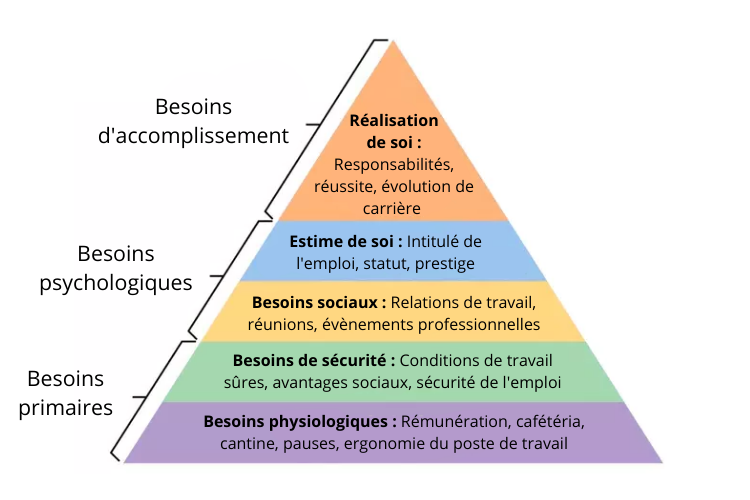 Besoins
d'accomplissement
Réalisation
de soi :
Responsabilités,
réussite, évolution de
carrière
Besoins
psychologiques
Estime de soi : Intitulé de
l'emploi, statut, prestige
Besoins sociaux : Relations de travail,
réunions, évènements professionnelles
Besoins
primaires
Besoins de sécurité : Conditions de travail
sûres, avantages sociaux, sécurité de l'emploi
Besoins physiologiques : Rémunération, cafétéria,
cantine, pauses, ergonomie du poste de travail